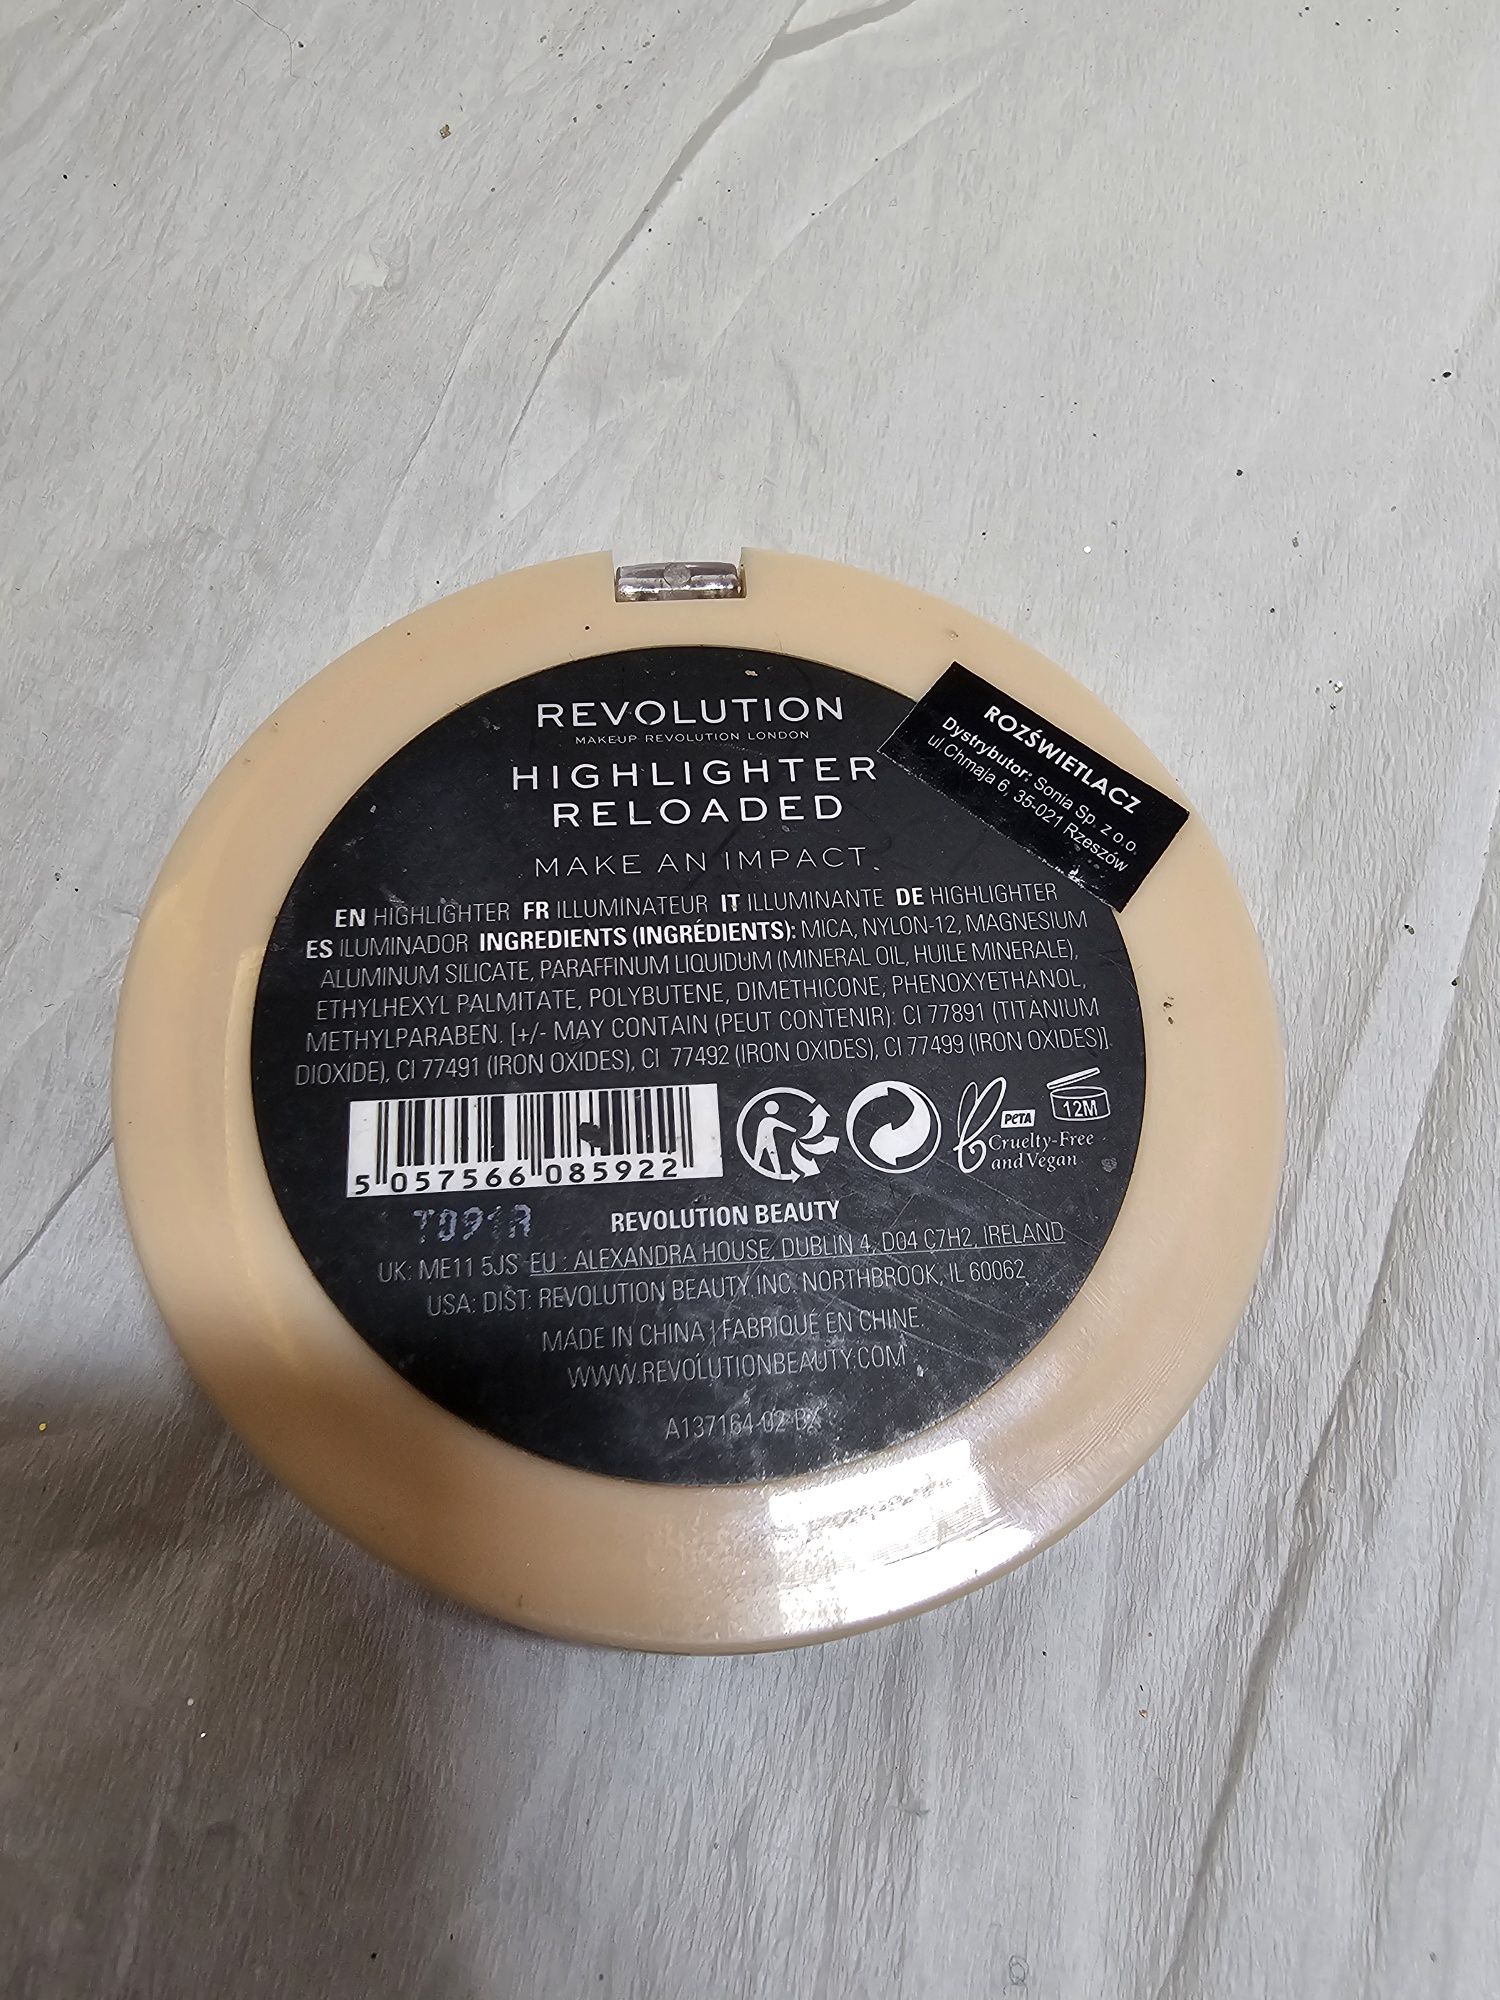 REVOLUTION
MAKEUP REVOLUTION LONDON
HIGHLIGHTER
RELOADED
MAKE AN IMPACT
EN HIGHLIGHTER FR ILLUMINATEUR IT ILLUMINANTE DE HIGHLIGHTER
ES ILUMINADOR INGREDIENTS (INGRÉDIENTS): MICA, NYLON-12, MAGNESIUM
ALUMINUM SILICATE, PARAFFINUM LIQUIDUM (MINERAL OIL, HUILE MINERALE),
ETHYLHEXYL PALMITATE, POLYBUTENE, DIMETHICONE, PHENOXYETHANOL,
METHYLPARABEN. [+/- MAY CONTAIN (PEUT CONTENIR): CI 77891 (TITANIUM
DIOXIDE), CI 77491 (IRON OXIDES), CI 77492 (IRON OXIDES), CI 77499 (IRON OXIDES)].
5 057566 085922
PETA
Cruelty-Free
and Vegan
12M
T091A
REVOLUTION BEAUTY
UK: ME11 5JS EU : ALEXANDRA HOUSE, DUBLIN 4, D04 C7H2, IRELAND
USA: DIST: REVOLUTION BEAUTY INC. NORTHBROOK, IL 60062
MADE IN CHINA | FABRIQUÉ EN CHINE.
WWW.REVOLUTIONBEAUTY.COM
A137164-02-BX
ROZŚWIETLACZ
Dystrybutor: Sonia Sp. z o.o.
ul.Chmaja 6, 35-021 Rzeszów